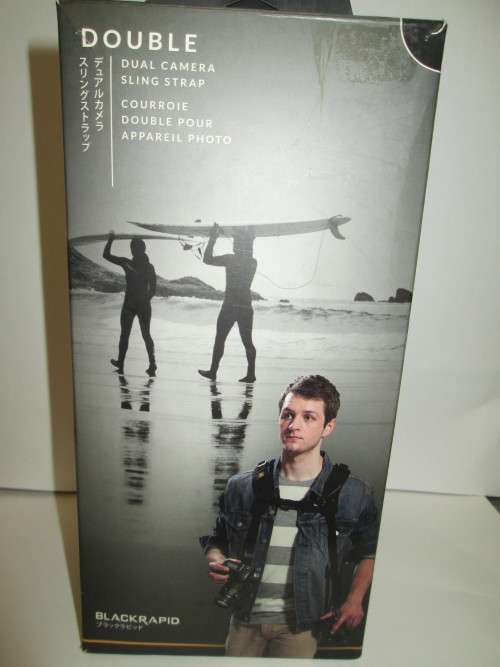 DOUBLE
デュアルカメラ
スリングストラップ
DUAL CAMERA
SLING STRAP
COURROIE
DOUBLE POUR
APPAREIL PHOTO
BLACKRAPID
ブラックラピッド